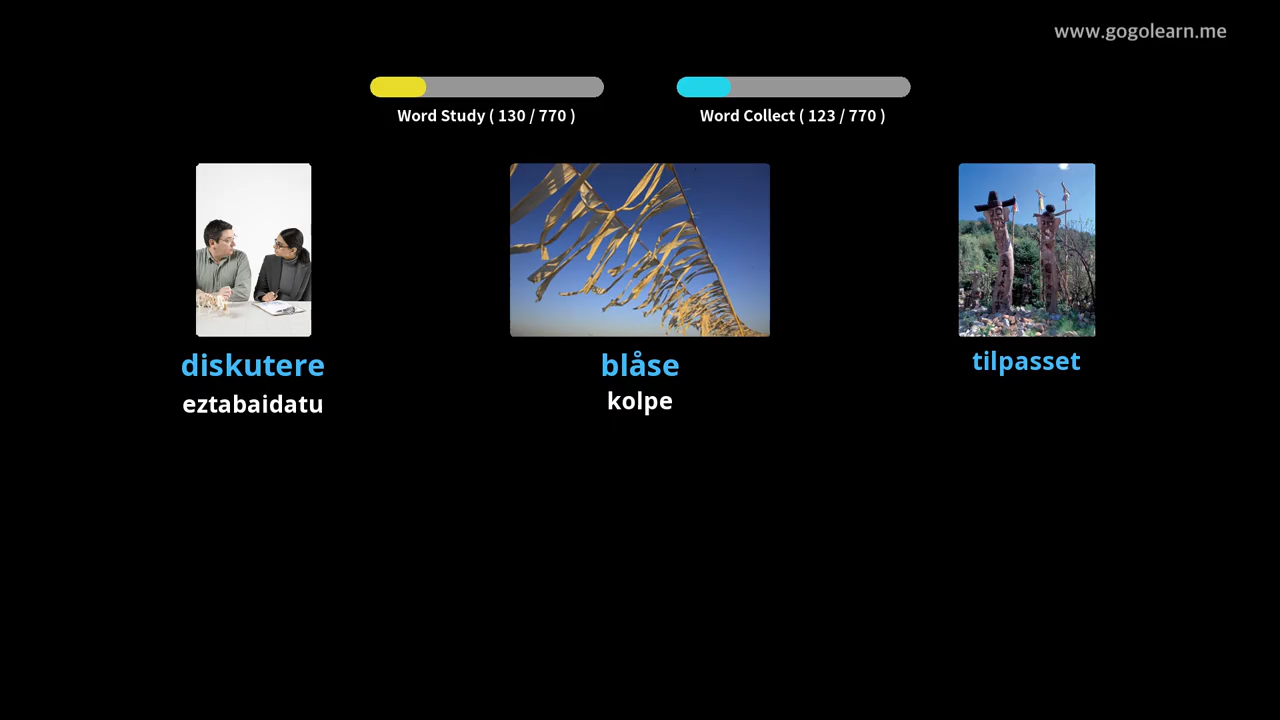 www.gogolearn.me
Word Study ( 130 / 770 )
Word Collect ( 123 / 770 )
diskutere
eztabaidatu
blåse
kolpe
tilpasset